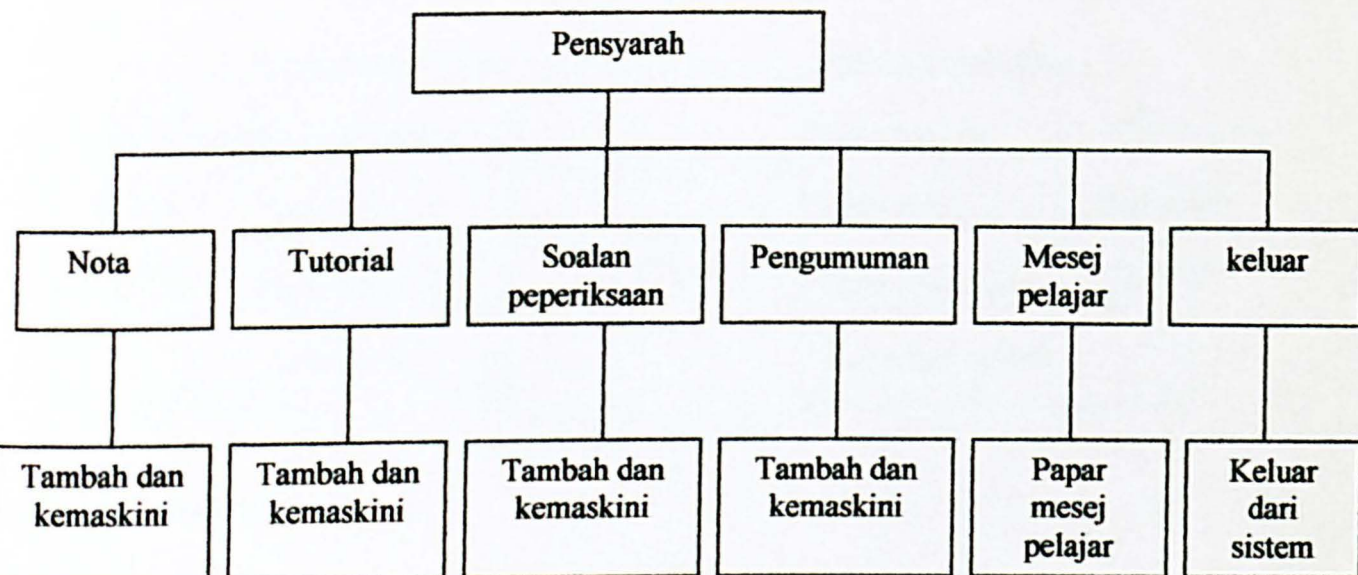 Pensyarah
Nota
Tutorial
Soalan
peperiksaan
Pengumuman
Mesej
pelajar
keluar
Tambah dan
kemaskini
Tambah dan
kemaskini
Tambah dan
kemaskini
Tambah dan
kemaskini
Papar
mesej
pelajar
Keluar
dari
sistem